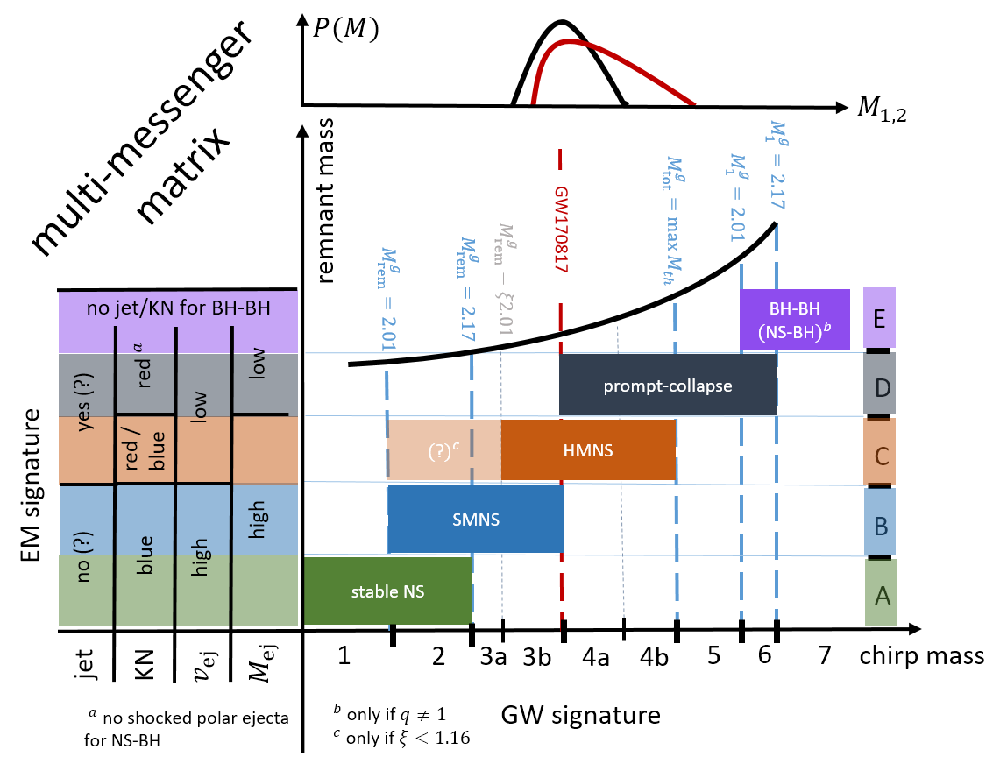 multi-messenger
matrix
P(M)
M₁,₂
remnant mass
M^g_rem = 2.01
M^g_rem = 2.17
M^g_rem = ξ2.01
GW170817
M^g_tot = max M_th
M^g_1 = 2.01
M^g_1 = 2.17
no jet/KN for BH-BH
BH-BH
(NS-BH)^b
E
yes (?)
red ^a
low
low
prompt-collapse
D
red /
blue
(?)^c
HMNS
C
EM signature
no (?)
blue
high
high
SMNS
B
stable NS
A
jet
KN
v_ej
M_ej
1
2
3a
3b
4a
4b
5
6
7
chirp mass
GW signature
^a no shocked polar ejecta
for NS-BH
^b only if q ≠ 1
^c only if ξ < 1.16